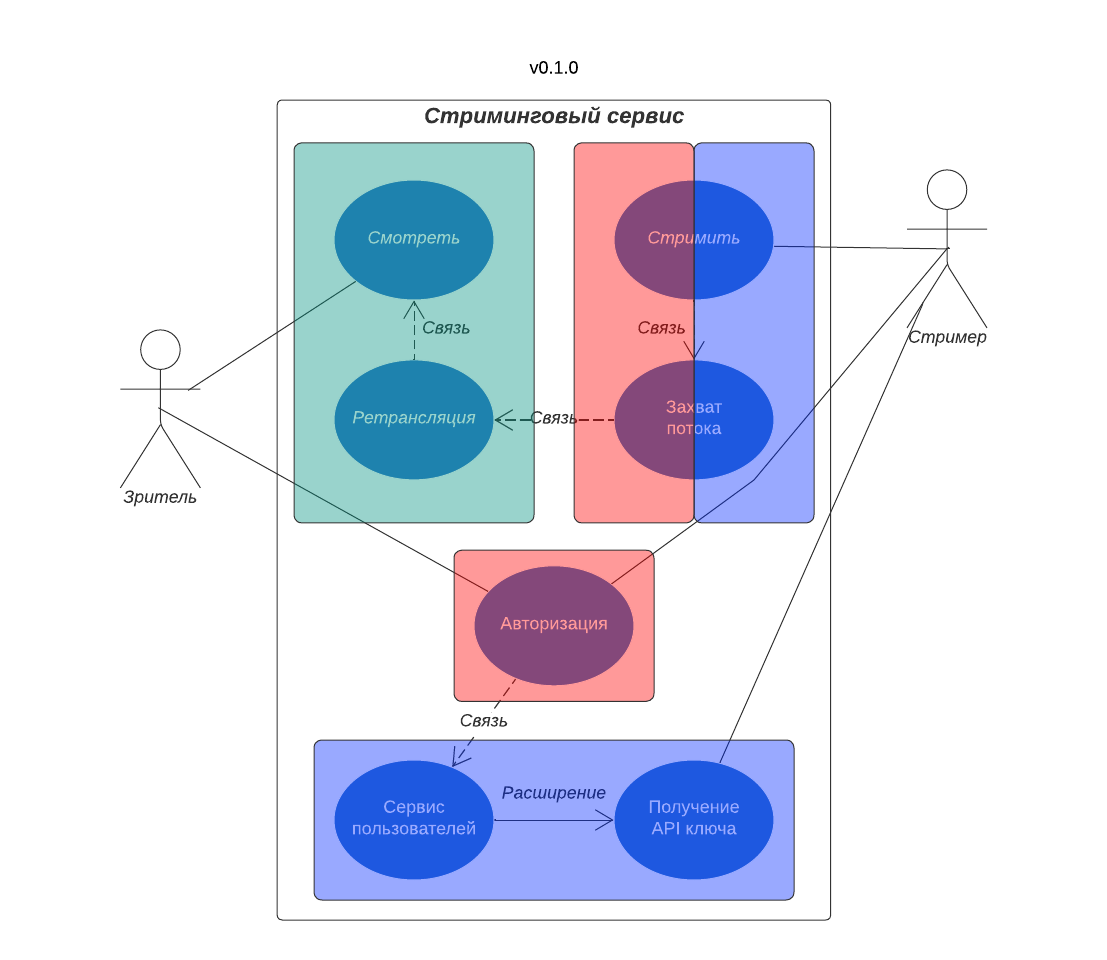 v0.1.0
Стриминговый сервис
Смотреть
Стримить
Связь
Связь
Стример
Ретрансляция
Связь
Захват
потока
Зритель
Авторизация
Связь
Сервис
пользователей
Расширение
Получение
API ключа